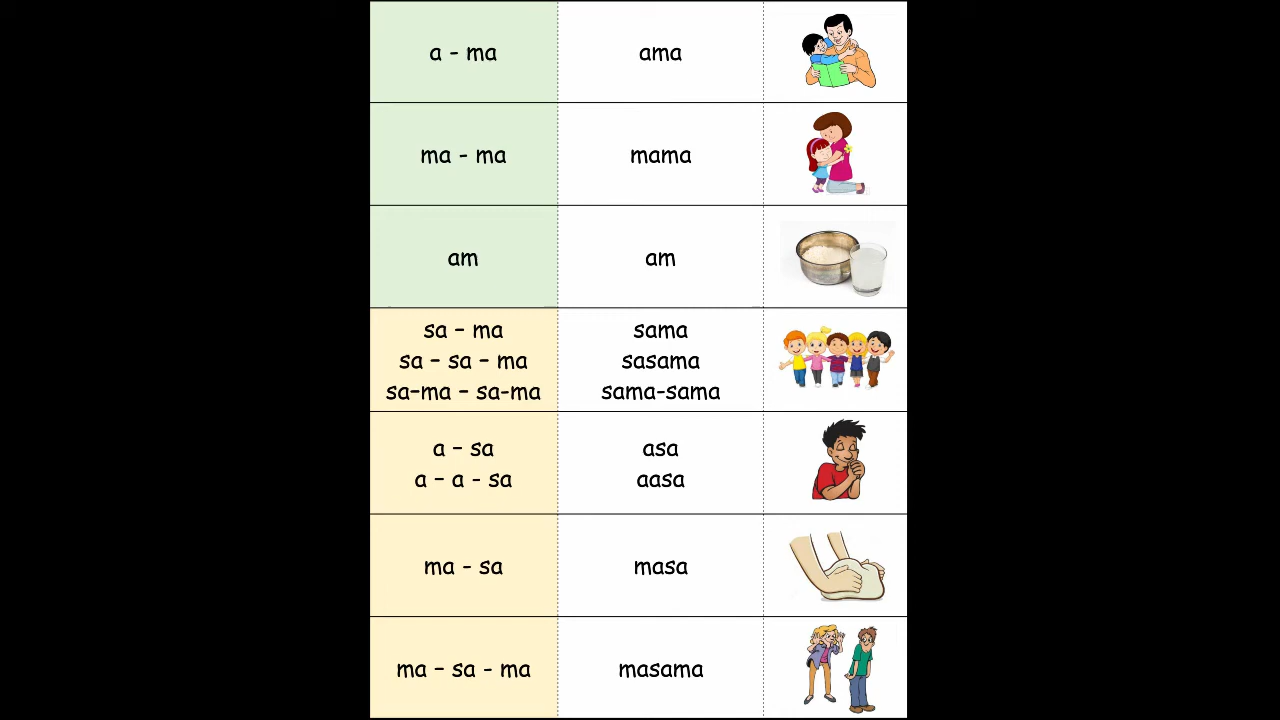 a - ma ama
ma - ma mama
am am
sa – ma sama
sa – sa – ma sasama
sa–ma – sa-ma sama-sama
a – sa asa
a – a - sa aasa
ma - sa masa
ma – sa - ma masama